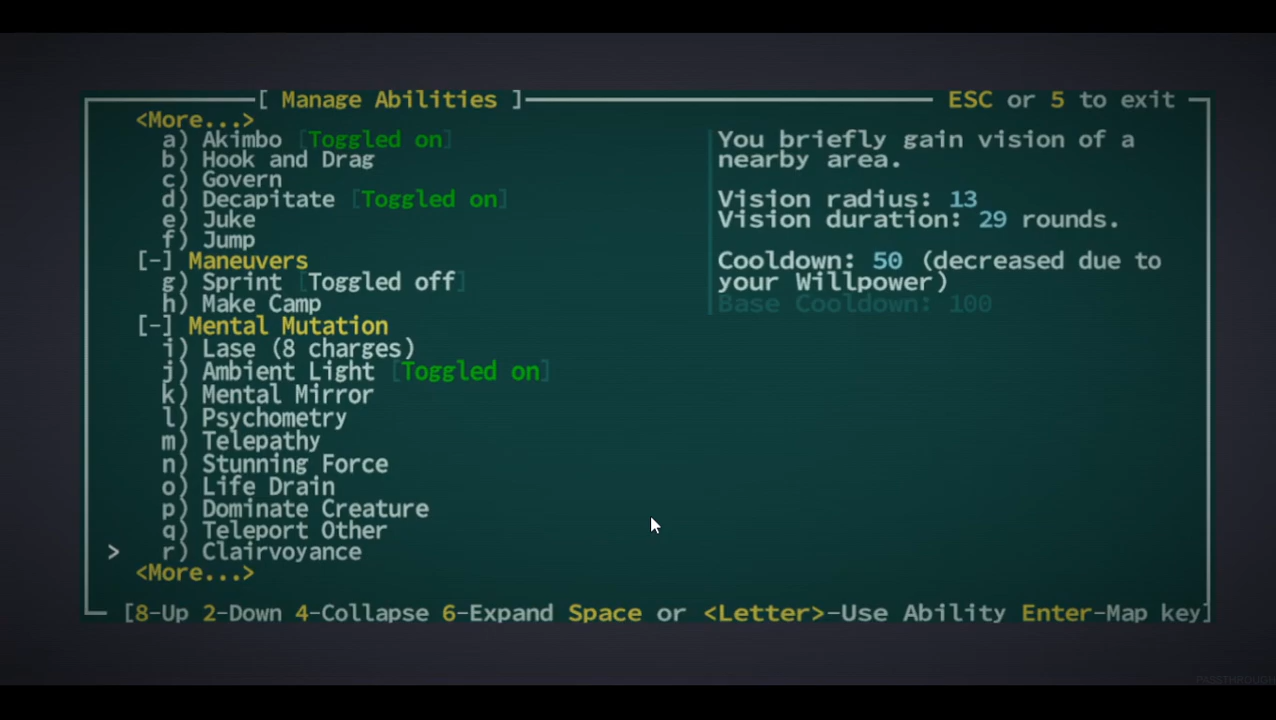 [ Manage Abilities ] ESC or 5 to exit
<More...>
a) Akimbo [Toggled on]
b) Hook and Drag
c) Govern
d) Decapitate [Toggled on]
e) Juke
f) Jump
[-] Maneuvers
g) Sprint [Toggled off]
h) Make Camp
[-] Mental Mutation
i) Lase (8 charges)
j) Ambient Light [Toggled on]
k) Mental Mirror
l) Psychometry
m) Telepathy
n) Stunning Force
o) Life Drain
p) Dominate Creature
q) Teleport Other
> r) Clairvoyance
<More...>
You briefly gain vision of a
nearby area.
Vision radius: 13
Vision duration: 29 rounds.
Cooldown: 50 (decreased due to
your Willpower)
Base Cooldown: 100
[8-Up 2-Down 4-Collapse 6-Expand Space or <Letter>-Use Ability Enter-Map key]
PASSTHROUGH